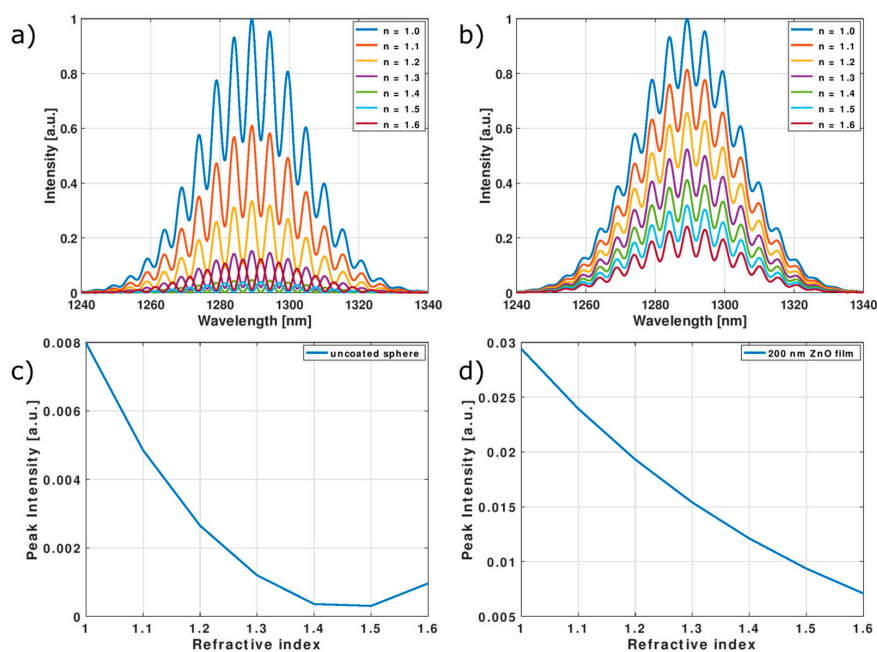 a)
Intensity [a.u.]
1
0.8
0.6
0.4
0.2
0
n = 1.0
n = 1.1
n = 1.2
n = 1.3
n = 1.4
n = 1.5
n = 1.6
1240 1260 1280 1300 1320 1340
Wavelength [nm]
b)
Intensity [a.u.]
1
0.8
0.6
0.4
0.2
0
n = 1.0
n = 1.1
n = 1.2
n = 1.3
n = 1.4
n = 1.5
n = 1.6
1240 1260 1280 1300 1320 1340
Wavelength [nm]
c)
Peak Intensity [a.u.]
0.008
0.006
0.004
0.002
0
uncoated sphere
1 1.1 1.2 1.3 1.4 1.5 1.6
Refractive index
d)
Peak Intensity [a.u.]
0.03
0.025
0.02
0.015
0.01
0.005
200 nm ZnO film
1 1.1 1.2 1.3 1.4 1.5 1.6
Refractive index